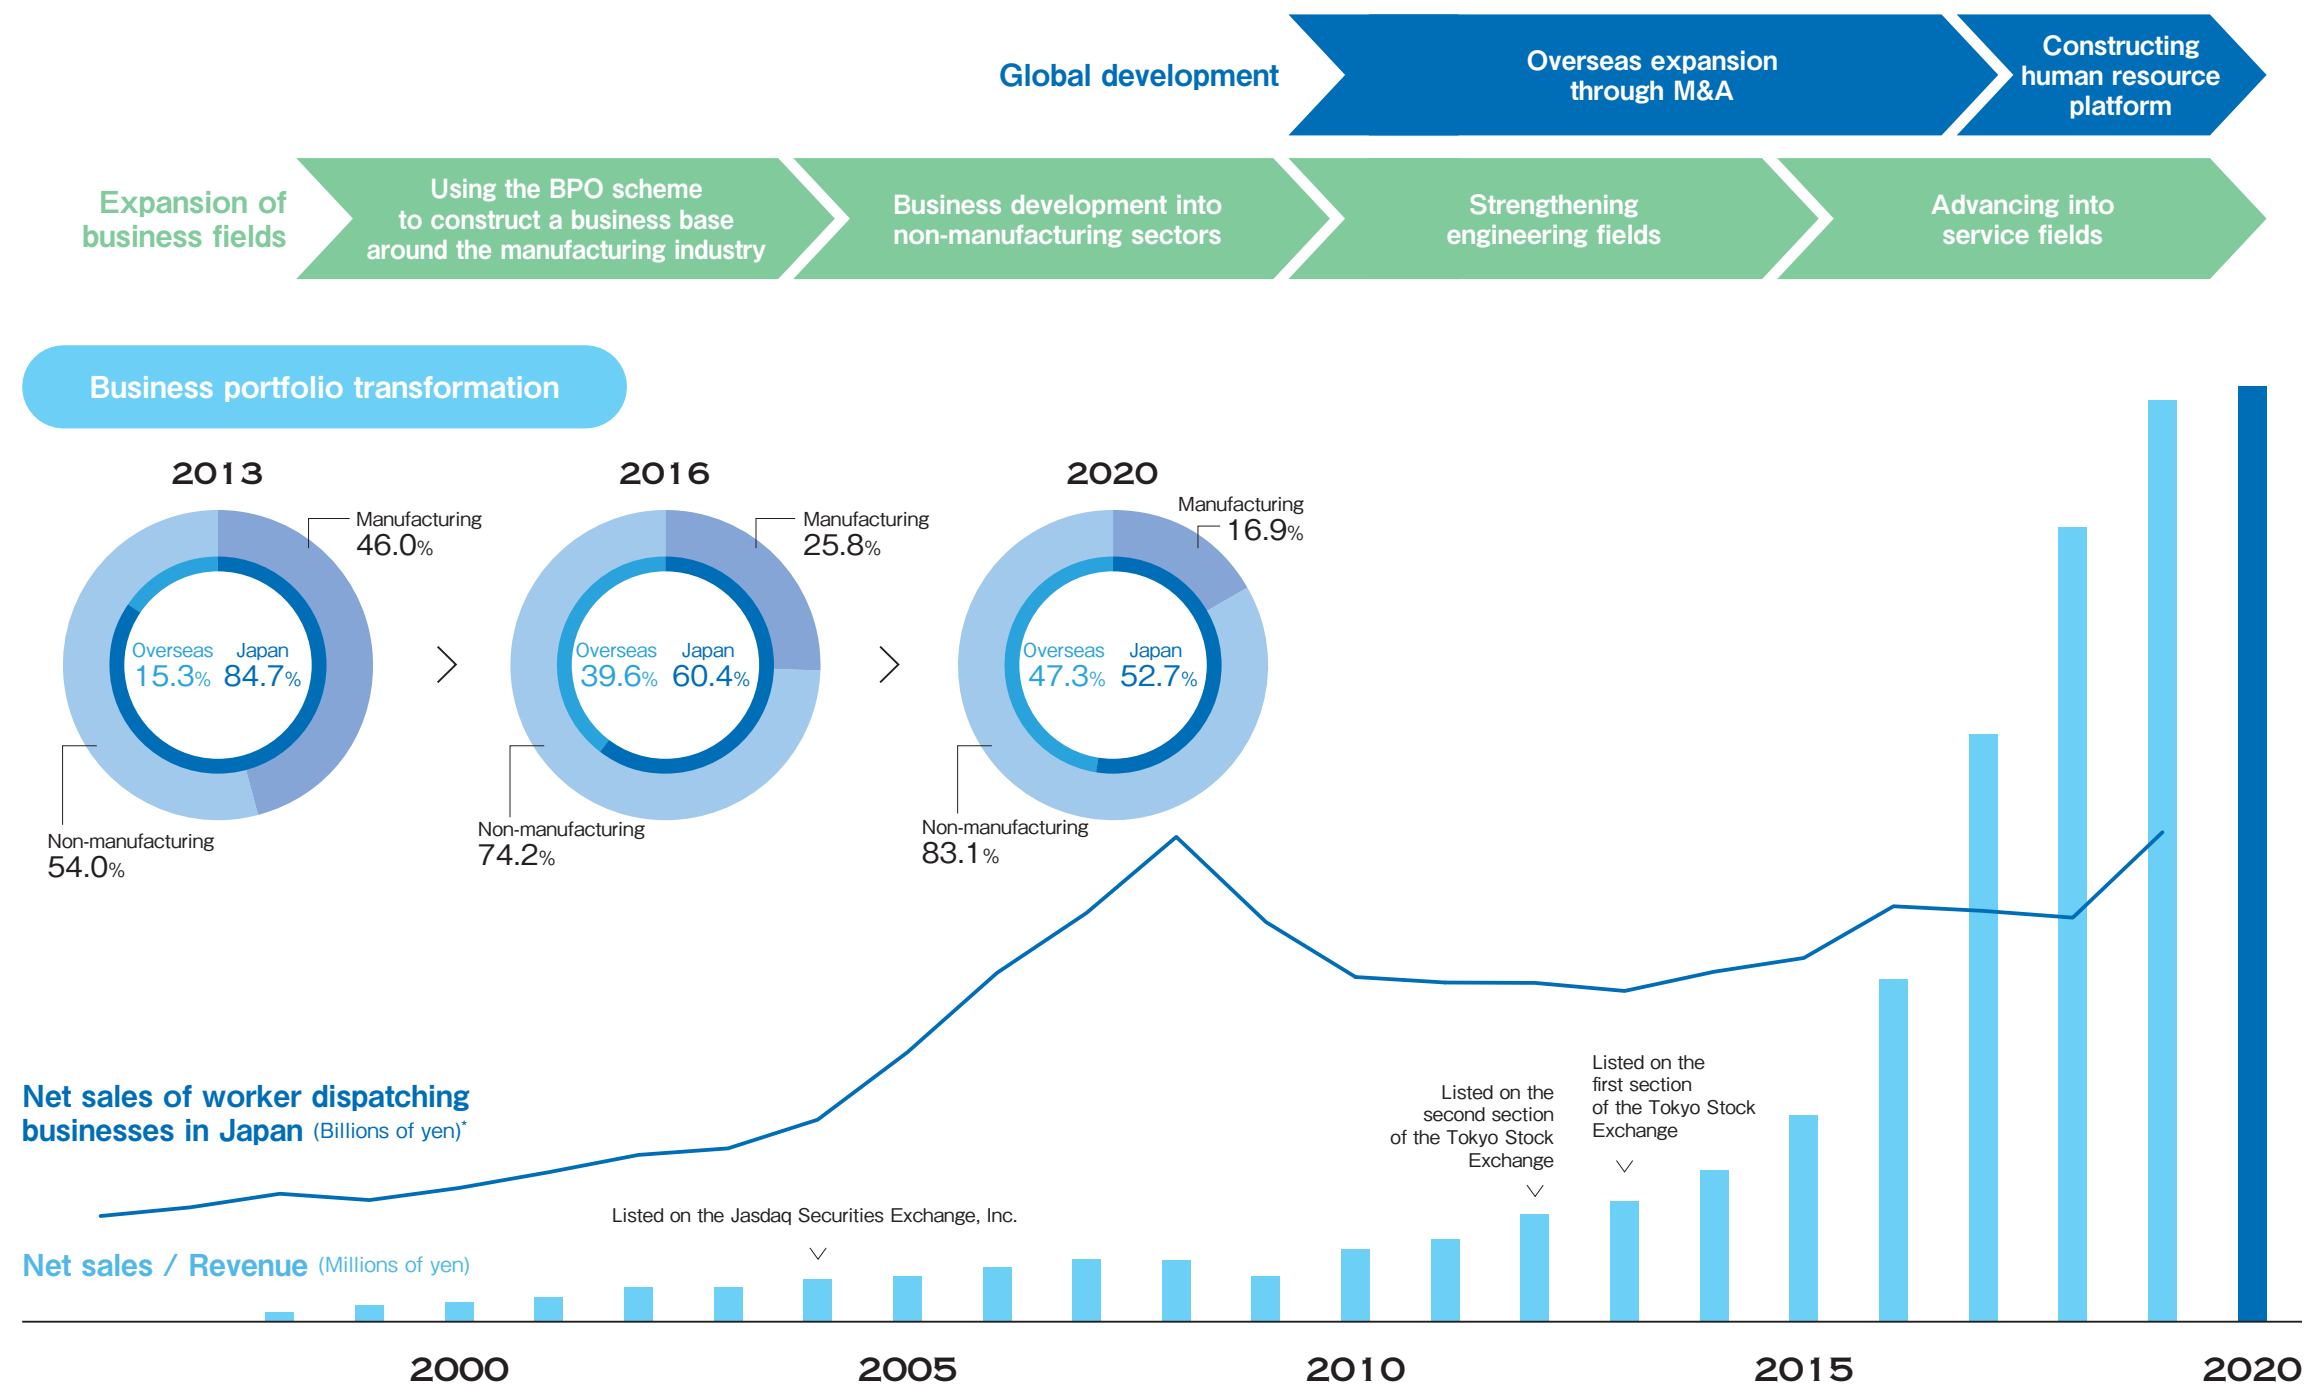 Global development
Overseas expansion
through M&A
Constructing
human resource
platform
Expansion of
business fields
Using the BPO scheme
to construct a business base
around the manufacturing industry
Business development into
non-manufacturing sectors
Strengthening
engineering fields
Advancing into
service fields
Business portfolio transformation
2013
Manufacturing
46.0%
Overseas
15.3%
Japan
84.7%
Non-manufacturing
54.0%
2016
Manufacturing
25.8%
Overseas
39.6%
Japan
60.4%
Non-manufacturing
74.2%
2020
Manufacturing
16.9%
Overseas
47.3%
Japan
52.7%
Non-manufacturing
83.1%
Net sales of worker dispatching
businesses in Japan (Billions of yen)*
Net sales / Revenue (Millions of yen)
Listed on the Jasdaq Securities Exchange, Inc.
Listed on the
second section
of the Tokyo Stock
Exchange
Listed on the
first section
of the Tokyo Stock
Exchange
2000
2005
2010
2015
2020